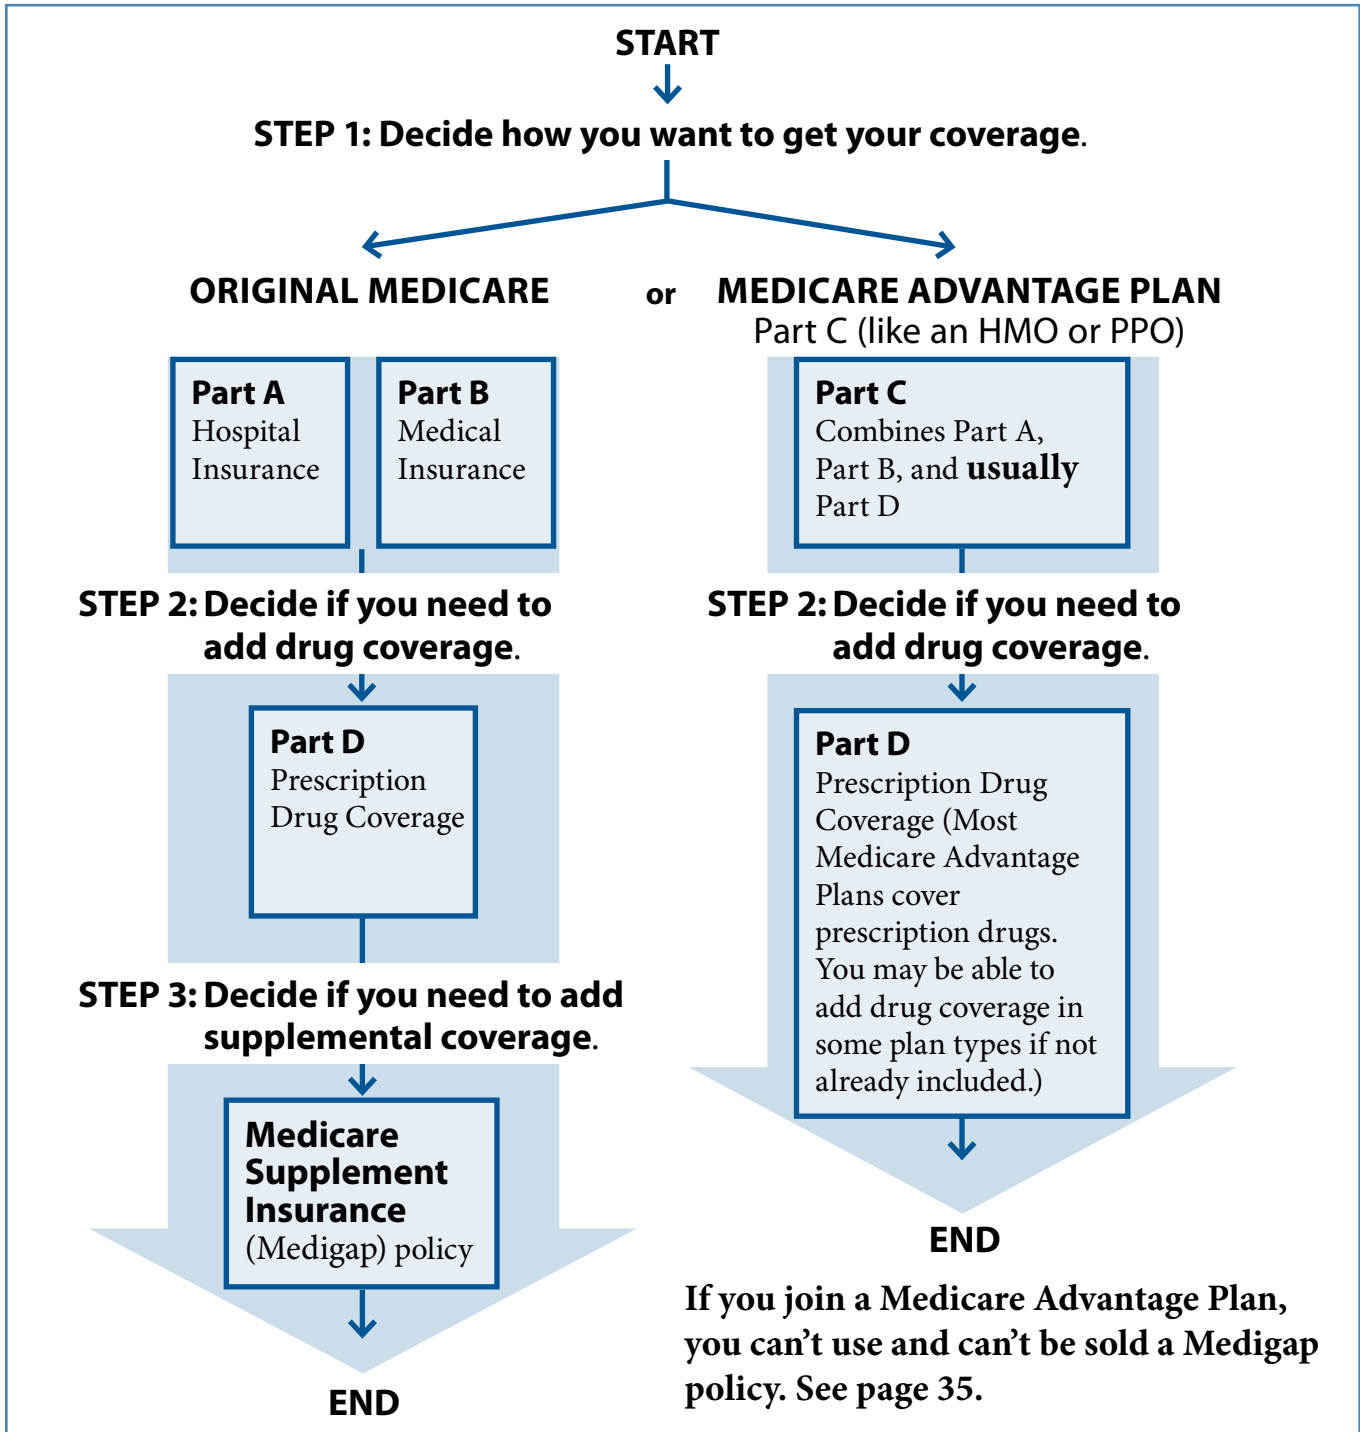 START
STEP 1: Decide how you want to get your coverage.
ORIGINAL MEDICARE
or
MEDICARE ADVANTAGE PLAN
Part C (like an HMO or PPO)
Part A
Hospital
Insurance
Part B
Medical
Insurance
STEP 2: Decide if you need to
add drug coverage.
Part D
Prescription
Drug Coverage
STEP 3: Decide if you need to add
supplemental coverage.
Medicare
Supplement
Insurance
(Medigap) policy
END
Part C
Combines Part A,
Part B, and usually
Part D
STEP 2: Decide if you need to
add drug coverage.
Part D
Prescription Drug
Coverage (Most
Medicare Advantage
Plans cover
prescription drugs.
You may be able to
add drug coverage in
some plan types if not
already included.)
END
If you join a Medicare Advantage Plan,
you can’t use and can’t be sold a Medigap
policy. See page 35.